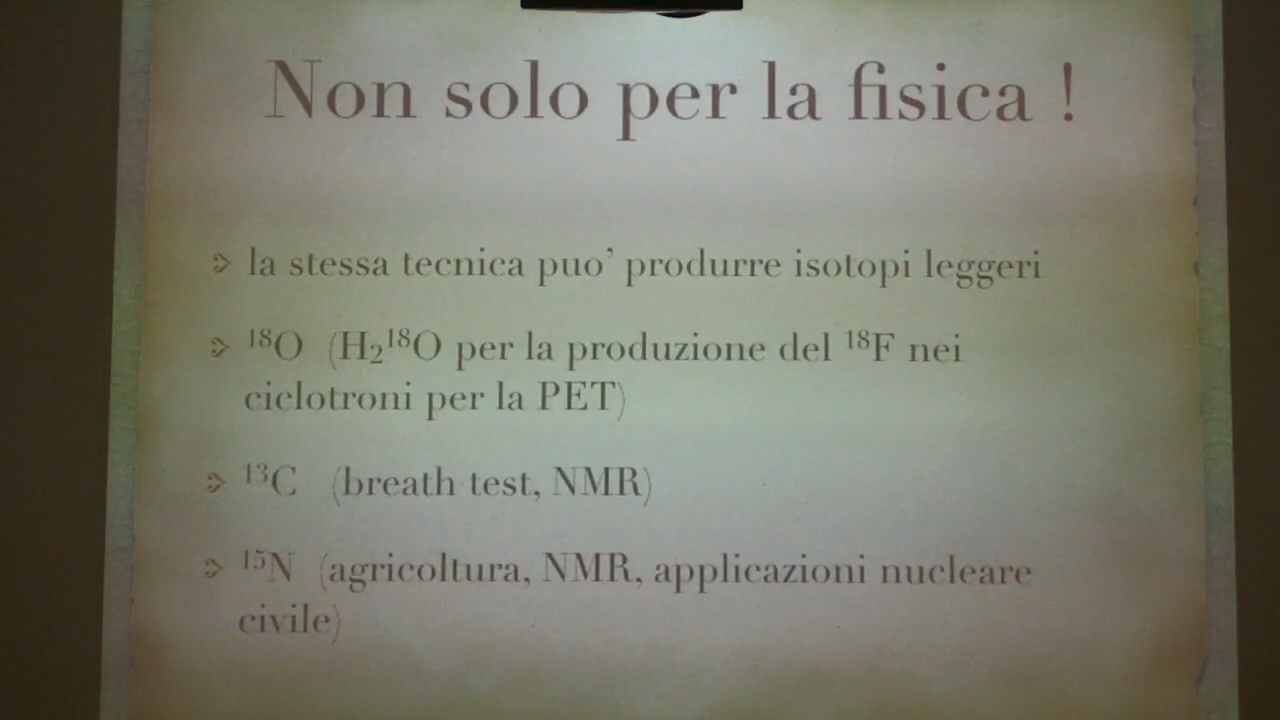 Non solo per la fisica !
la stessa tecnica puo' produrre isotopi leggeri
¹⁸O (H₂¹⁸O per la produzione del ¹⁸F nei
ciclotroni per la PET)
¹³C (breath test, NMR)
¹⁵N (agricoltura, NMR, applicazioni nucleare
civile)